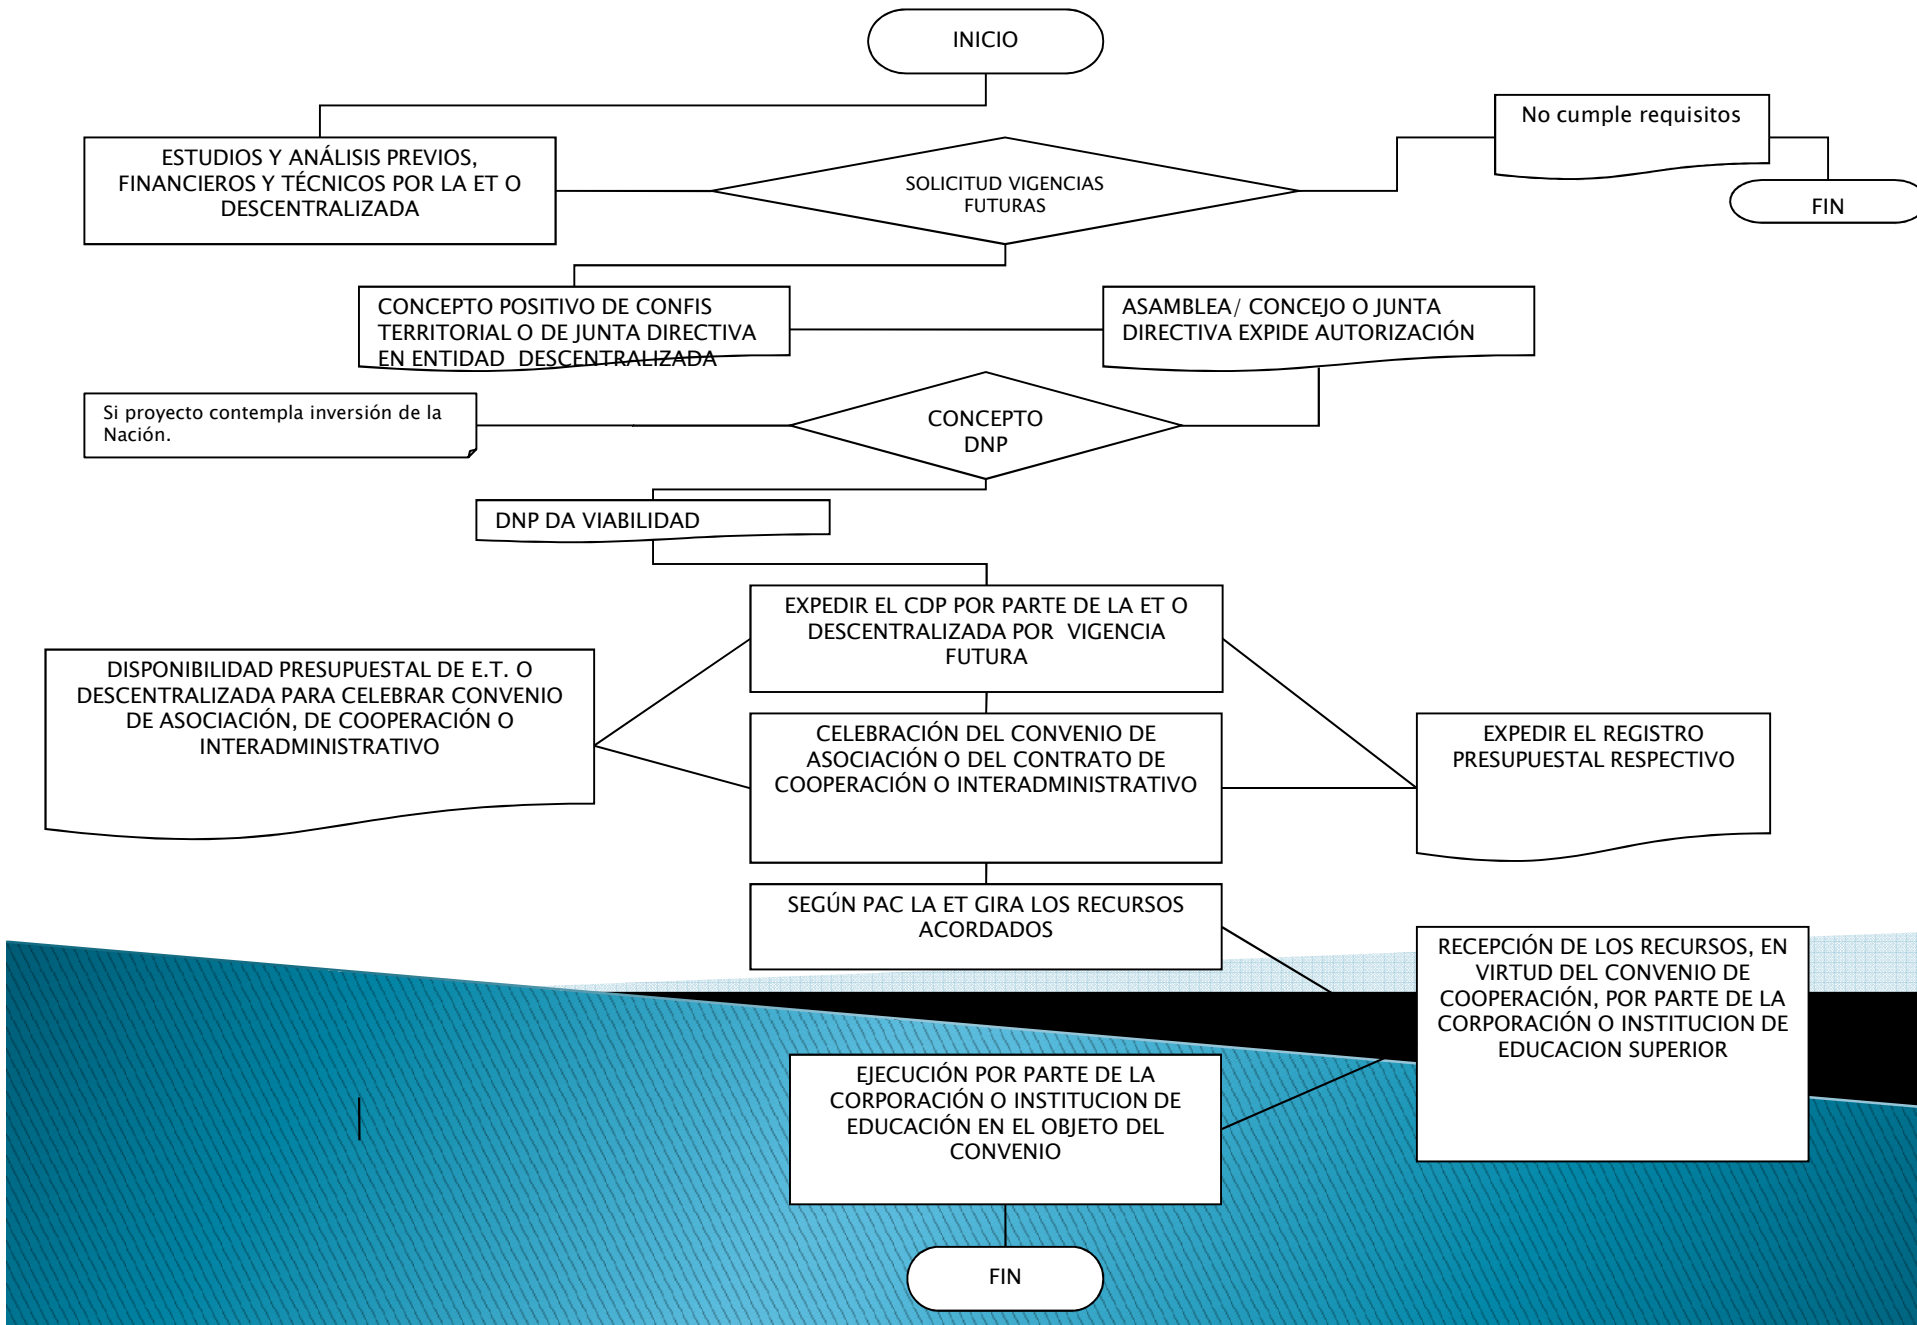 INICIO
No cumple requisitos
FIN
ESTUDIOS Y ANÁLISIS PREVIOS,
FINANCIEROS Y TÉCNICOS POR LA ET O
DESCENTRALIZADA
SOLICITUD VIGENCIAS
FUTURAS
CONCEPTO POSITIVO DE CONFIS
TERRITORIAL O DE JUNTA DIRECTIVA
EN ENTIDAD DESCENTRALIZADA
ASAMBLEA/ CONCEJO O JUNTA
DIRECTIVA EXPIDE AUTORIZACIÓN
Si proyecto contempla inversión de la
Nación.
CONCEPTO
DNP
DNP DA VIABILIDAD
EXPEDIR EL CDP POR PARTE DE LA ET O
DESCENTRALIZADA POR VIGENCIA
FUTURA
DISPONIBILIDAD PRESUPUESTAL DE E.T. O
DESCENTRALIZADA PARA CELEBRAR CONVENIO
DE ASOCIACIÓN, DE COOPERACIÓN O
INTERADMINISTRATIVO
CELEBRACIÓN DEL CONVENIO DE
ASOCIACIÓN O DEL CONTRATO DE
COOPERACIÓN O INTERADMINISTRATIVO
EXPEDIR EL REGISTRO
PRESUPUESTAL RESPECTIVO
SEGÚN PAC LA ET GIRA LOS RECURSOS
ACORDADOS
RECEPCIÓN DE LOS RECURSOS, EN
VIRTUD DEL CONVENIO DE
COOPERACIÓN, POR PARTE DE LA
CORPORACIÓN O INSTITUCION DE
EDUCACION SUPERIOR
EJECUCIÓN POR PARTE DE LA
CORPORACIÓN O INSTITUCION DE
EDUCACIÓN EN EL OBJETO DEL
CONVENIO
FIN